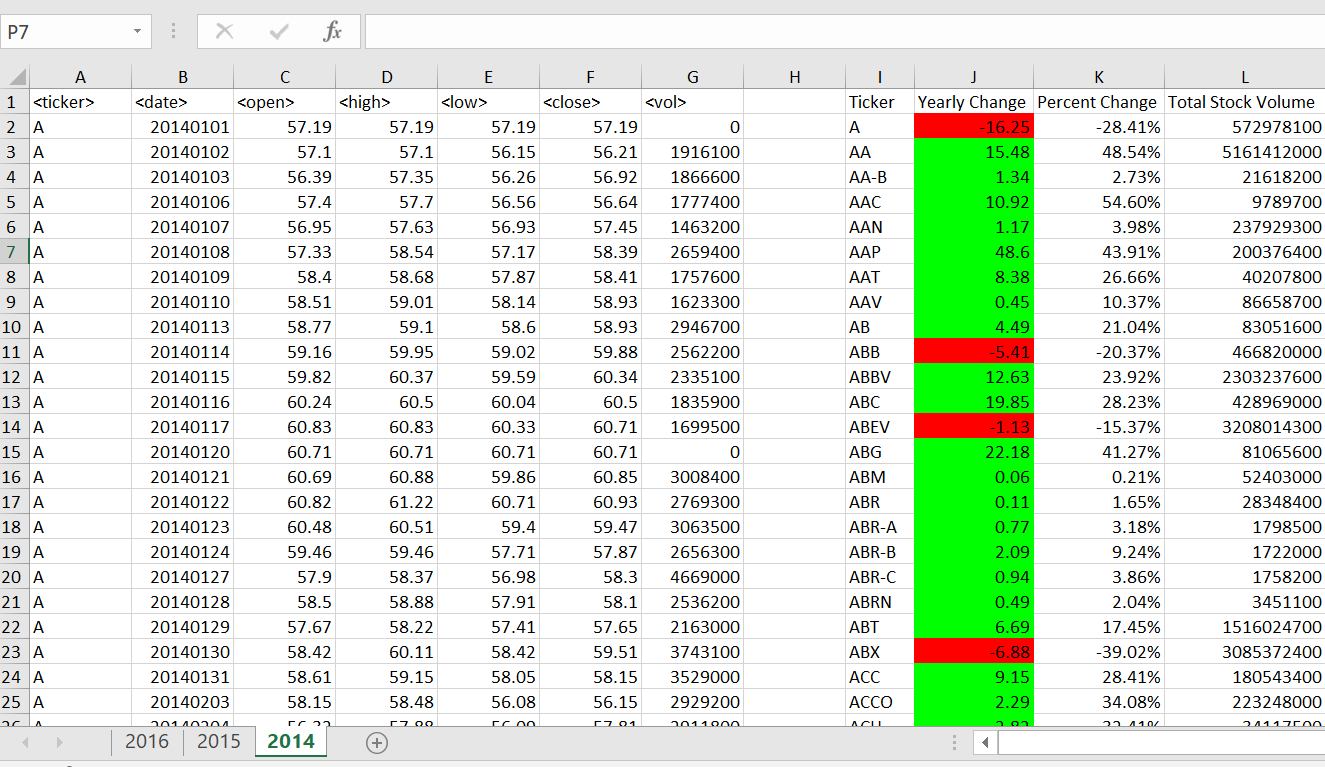 P7 fx
A B C D E F G H I J K L
1 <ticker> <date> <open> <high> <low> <close> <vol> Ticker Yearly Change Percent Change Total Stock Volume
2 A 20140101 57.19 57.19 57.19 57.19 0 A -16.25 -28.41% 572978100
3 A 20140102 57.1 57.1 56.15 56.21 1916100 AA 15.48 48.54% 5161412000
4 A 20140103 56.39 57.35 56.26 56.92 1866600 AA-B 1.34 2.73% 21618200
5 A 20140106 57.4 57.7 56.56 56.64 1777400 AAC 10.92 54.60% 9789700
6 A 20140107 56.95 57.63 56.93 57.45 1463200 AAN 1.17 3.98% 237929300
7 A 20140108 57.33 58.54 57.17 58.39 2659400 AAP 48.6 43.91% 200376400
8 A 20140109 58.4 58.68 57.87 58.41 1757600 AAT 8.38 26.66% 40207800
9 A 20140110 58.51 59.01 58.14 58.93 1623300 AAV 0.45 10.37% 86658700
10 A 20140113 58.77 59.1 58.6 58.93 2946700 AB 4.49 21.04% 83051600
11 A 20140114 59.16 59.95 59.02 59.88 2562200 ABB -5.41 -20.37% 466820000
12 A 20140115 59.82 60.37 59.59 60.34 2335100 ABBV 12.63 23.92% 2303237600
13 A 20140116 60.24 60.5 60.04 60.5 1835900 ABC 19.85 28.23% 428969000
14 A 20140117 60.83 60.83 60.33 60.71 1699500 ABEV -1.13 -15.37% 3208014300
15 A 20140120 60.71 60.71 60.71 60.71 0 ABG 22.18 41.27% 81065600
16 A 20140121 60.69 60.88 59.86 60.85 3008400 ABM 0.06 0.21% 52403000
17 A 20140122 60.82 61.22 60.71 60.93 2769300 ABR 0.11 1.65% 28348400
18 A 20140123 60.48 60.51 59.4 59.47 3063500 ABR-A 0.77 3.18% 1798500
19 A 20140124 59.46 59.46 57.71 57.87 2656300 ABR-B 2.09 9.24% 1722000
20 A 20140127 57.9 58.37 56.98 58.3 4669000 ABR-C 0.94 3.86% 1758200
21 A 20140128 58.5 58.88 57.91 58.1 2536200 ABRN 0.49 2.04% 3451100
22 A 20140129 57.67 58.22 57.41 57.65 2163000 ABT 6.69 17.45% 1516024700
23 A 20140130 58.42 60.11 58.42 59.51 3743100 ABX -6.88 -39.02% 3085372400
24 A 20140131 58.61 59.15 58.05 58.15 3529000 ACC 9.15 28.41% 180543400
25 A 20140203 58.15 58.48 56.08 56.15 2929200 ACCO 2.29 34.08% 223248000
2016 2015 2014